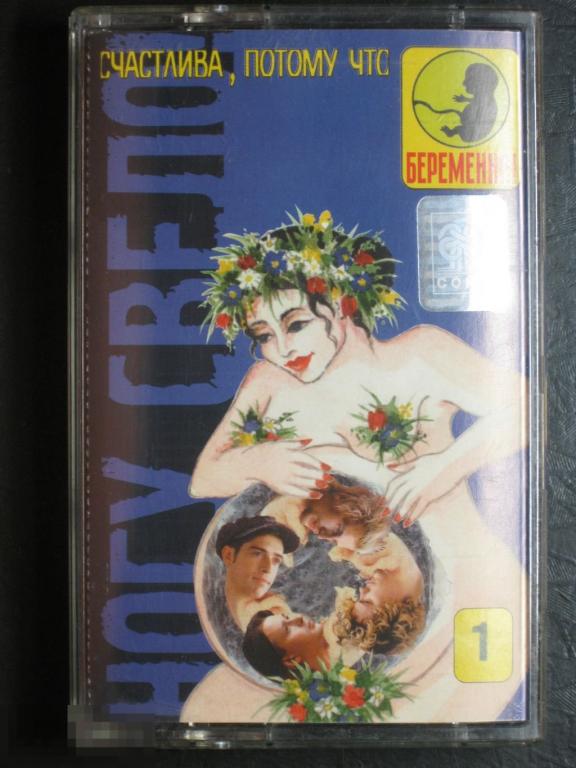 СЧАСТЛИВА, ПОТОМУ ЧТО
БЕРЕМЕННА
НОГУ СВЕЛО
1